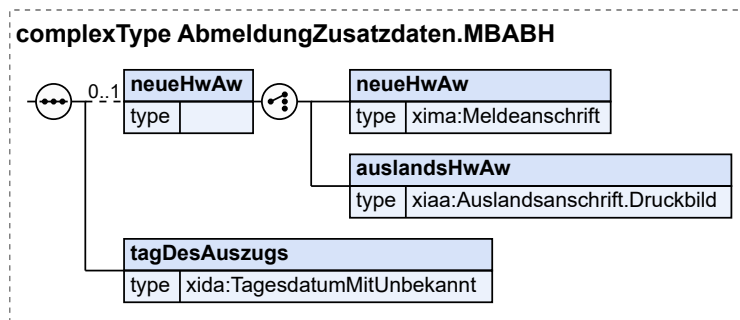 complexType AbmeldungZusatzdaten.MBABH
0..1
neueHwAw
type
neueHwAw
type xima:Meldeanschrift
auslandsHwAw
type xiaa:Auslandsanschrift.Druckbild
tagDesAuszugs
type xida:TagesdatumMitUnbekannt